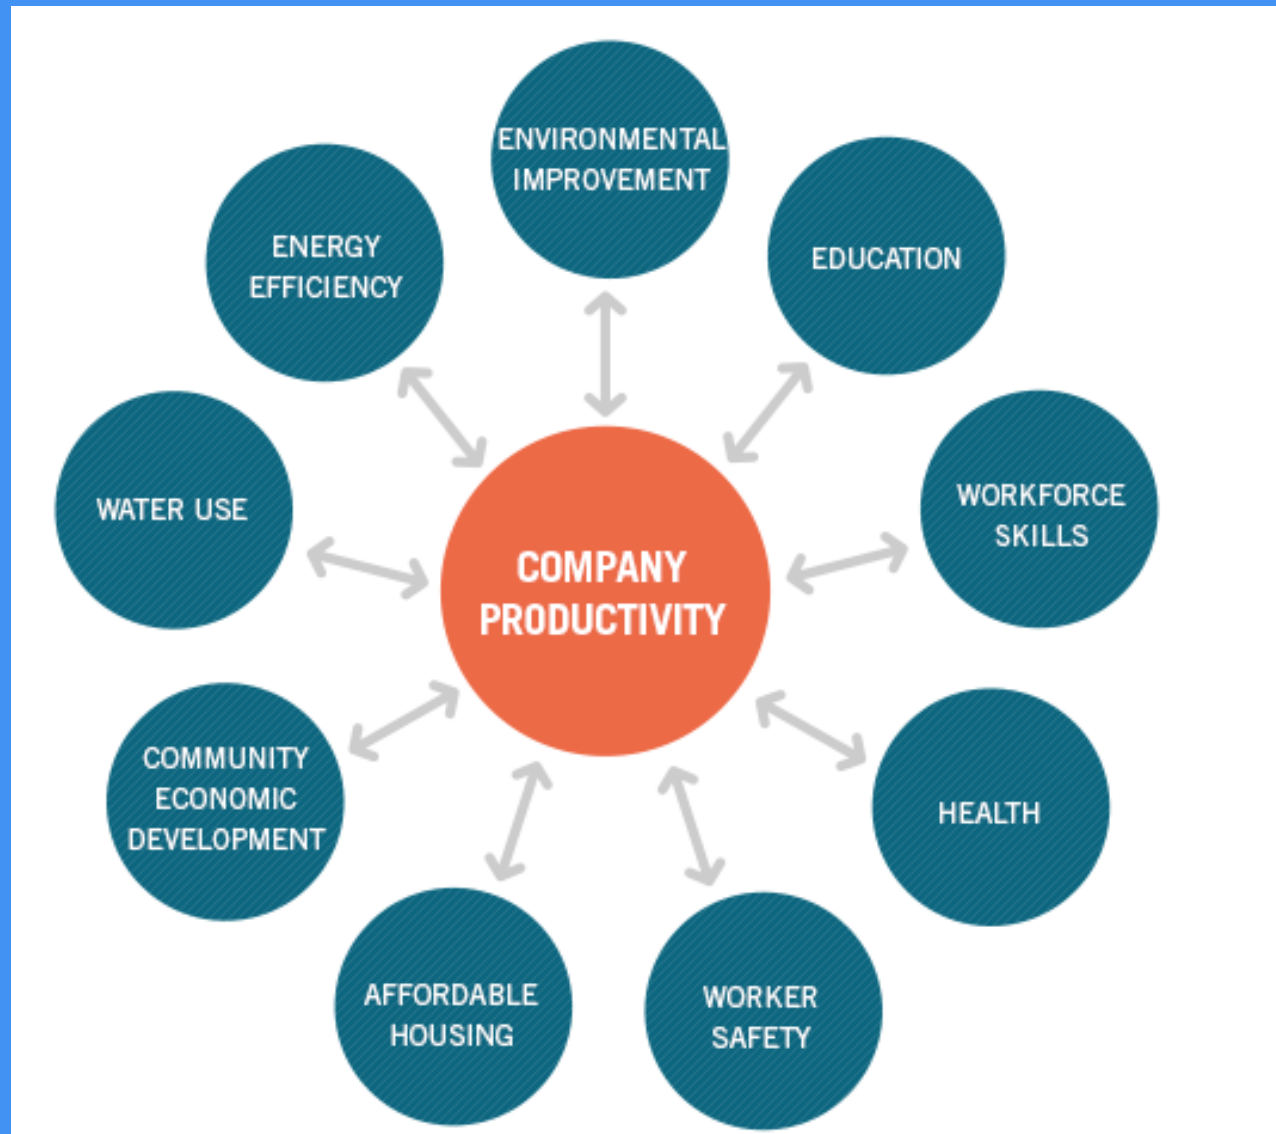 ENVIRONMENTAL
IMPROVEMENT
EDUCATION
WORKFORCE
SKILLS
HEALTH
WORKER
SAFETY
AFFORDABLE
HOUSING
COMMUNITY
ECONOMIC
DEVELOPMENT
WATER USE
ENERGY
EFFICIENCY
COMPANY
PRODUCTIVITY